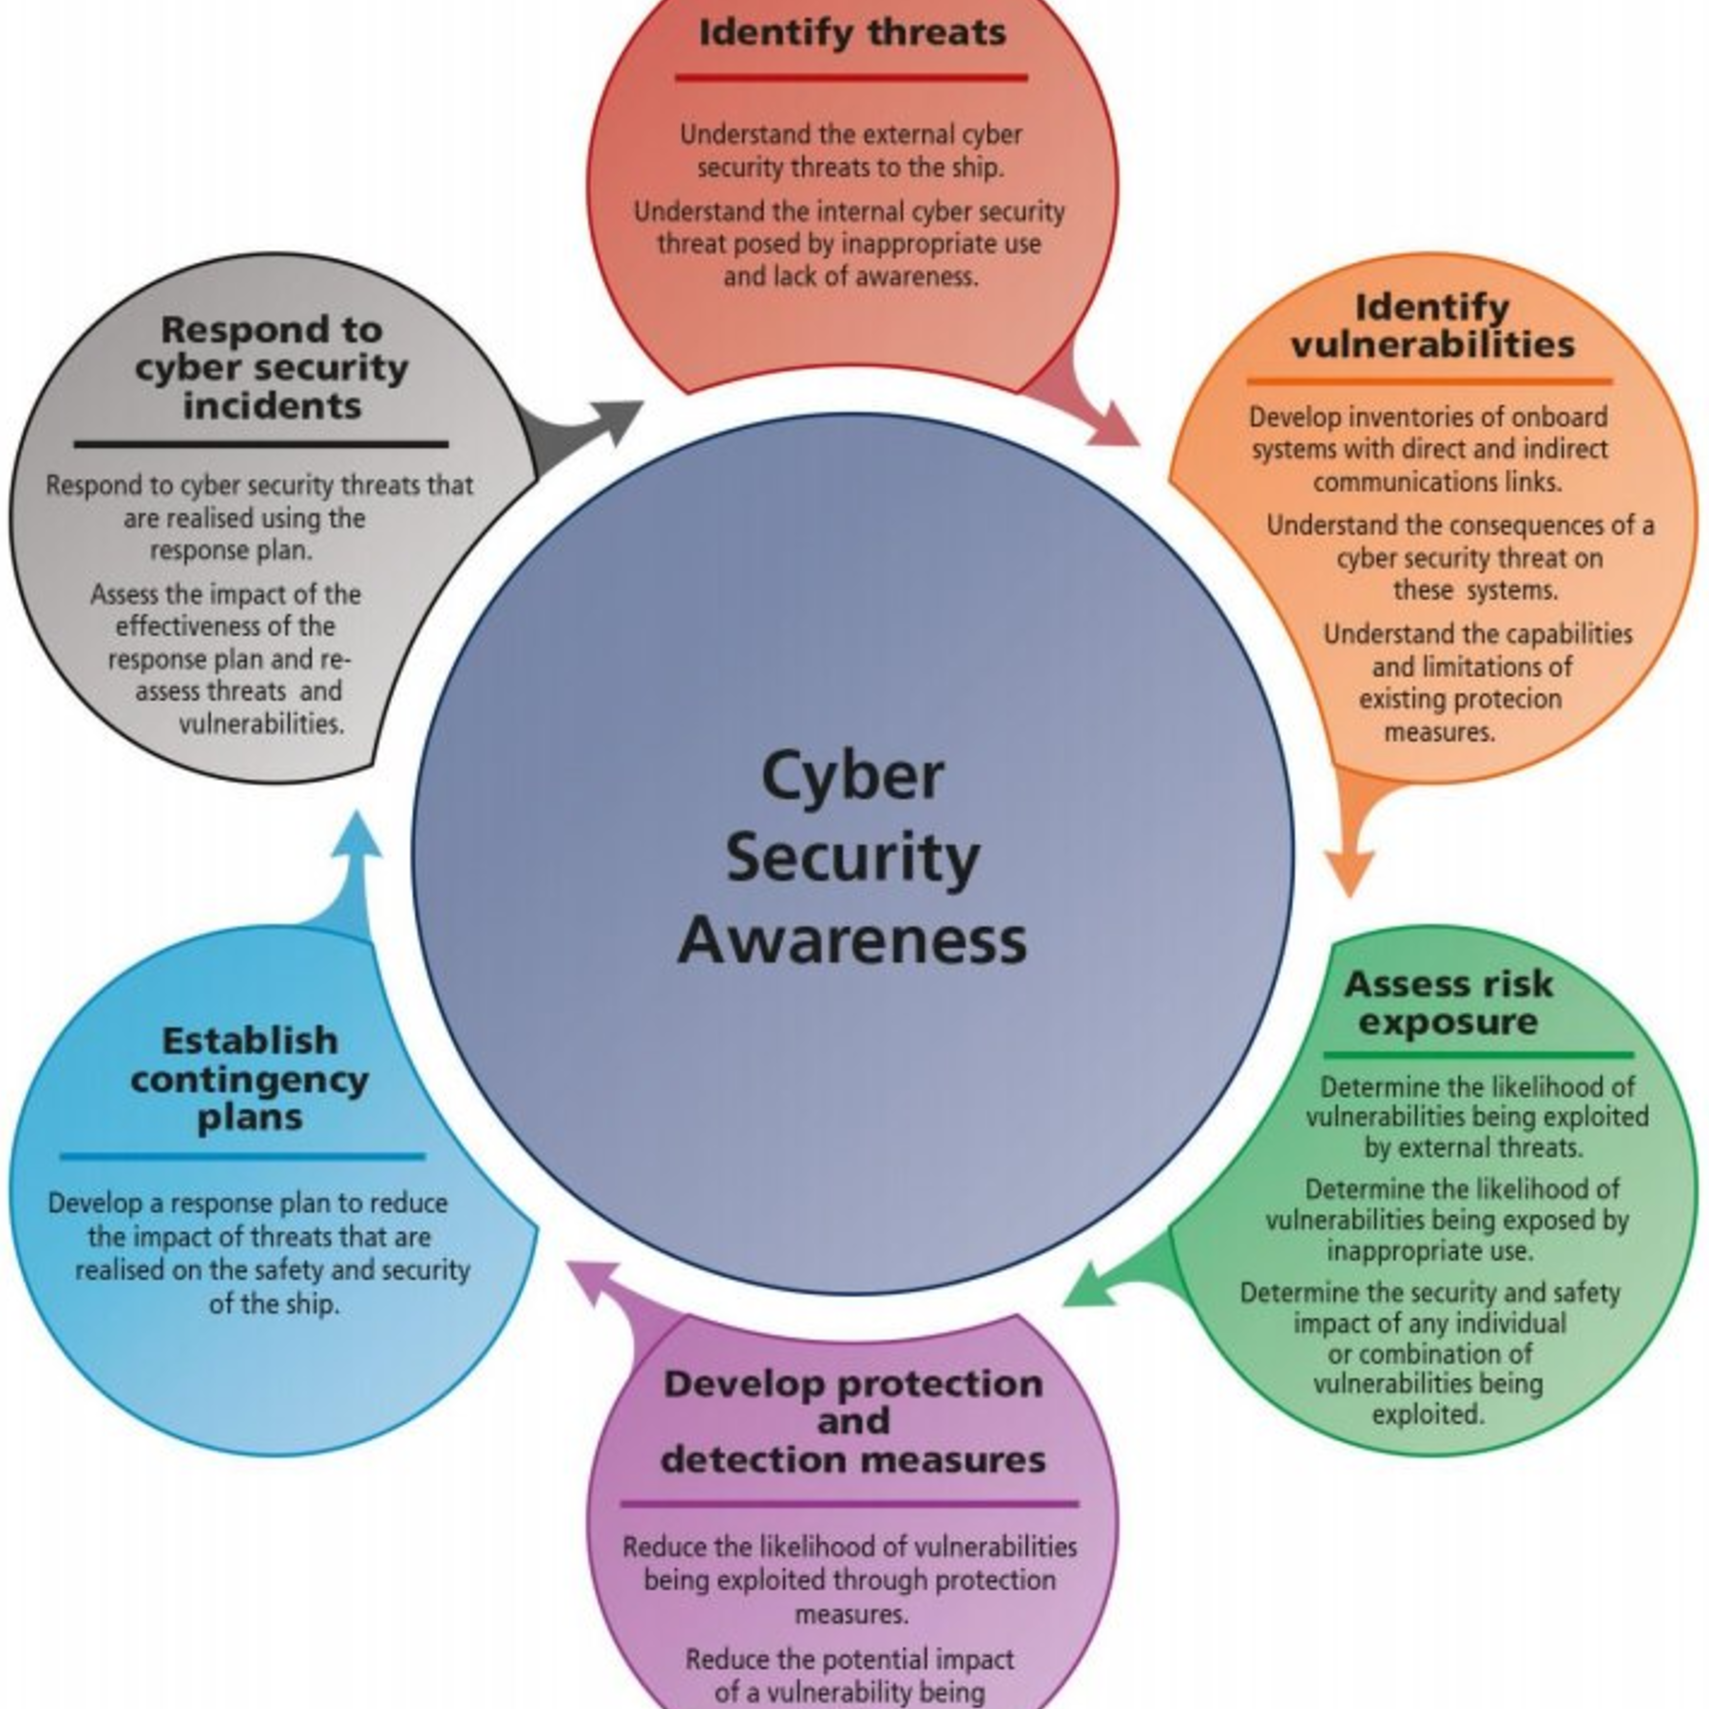 Identify threats
Understand the external cyber
security threats to the ship.
Understand the internal cyber security
threat posed by inappropriate use
and lack of awareness.
Identify
vulnerabilities
Develop inventories of onboard
systems with direct and indirect
communications links.
Understand the consequences of a
cyber security threat on
these systems.
Understand the capabilities
and limitations of
existing protecion
measures.
Assess risk
exposure
Determine the likelihood of
vulnerabilities being exploited
by external threats.
Determine the likelihood of
vulnerabilities being exposed by
inappropriate use.
Determine the security and safety
impact of any individual
or combination of
vulnerabilities being
exploited.
Develop protection
and
detection measures
Reduce the likelihood of vulnerabilities
being exploited through protection
measures.
Reduce the potential impact
of a vulnerability being
Establish
contingency
plans
Develop a response plan to reduce
the impact of threats that are
realised on the safety and security
of the ship.
Respond to
cyber security
incidents
Respond to cyber security threats that
are realised using the
response plan.
Assess the impact of the
effectiveness of the
response plan and re-
assess threats and
vulnerabilities.
Cyber
Security
Awareness